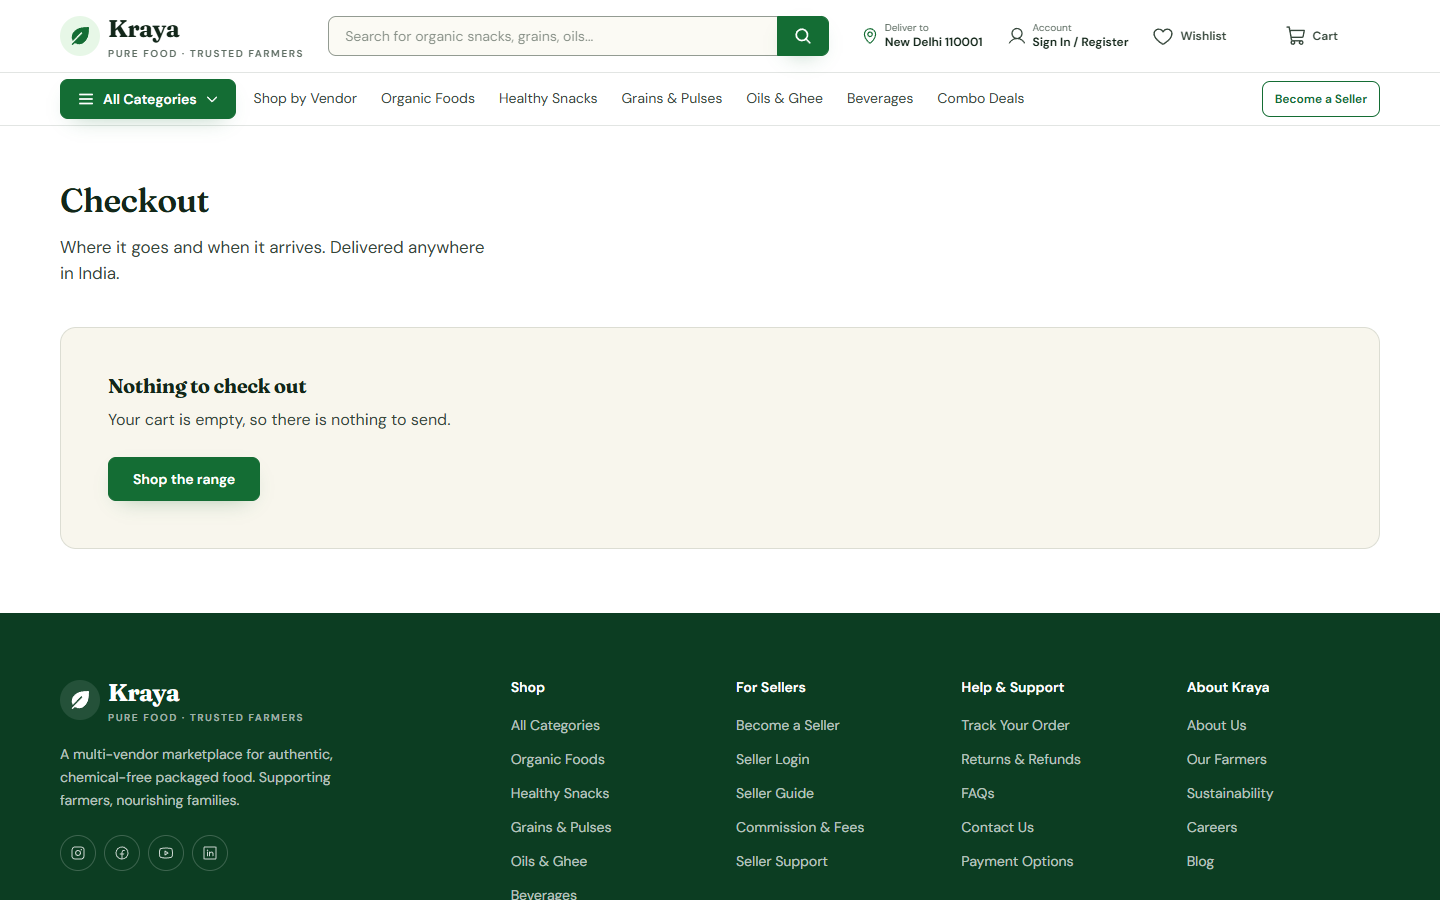 Kraya
PURE FOOD · TRUSTED FARMERS
Search for organic snacks, grains, oils...
Deliver to
New Delhi 110001
Account
Sign In / Register
Wishlist
Cart
All Categories
Shop by Vendor
Organic Foods
Healthy Snacks
Grains & Pulses
Oils & Ghee
Beverages
Combo Deals
Become a Seller
Checkout
Where it goes and when it arrives. Delivered anywhere
in India.
Nothing to check out
Your cart is empty, so there is nothing to send.
Shop the range
Kraya
PURE FOOD · TRUSTED FARMERS
A multi-vendor marketplace for authentic,
chemical-free packaged food. Supporting
farmers, nourishing families.
Shop
All Categories
Organic Foods
Healthy Snacks
Grains & Pulses
Oils & Ghee
Beverages
For Sellers
Become a Seller
Seller Login
Seller Guide
Commission & Fees
Seller Support
Help & Support
Track Your Order
Returns & Refunds
FAQs
Contact Us
Payment Options
About Kraya
About Us
Our Farmers
Sustainability
Careers
Blog